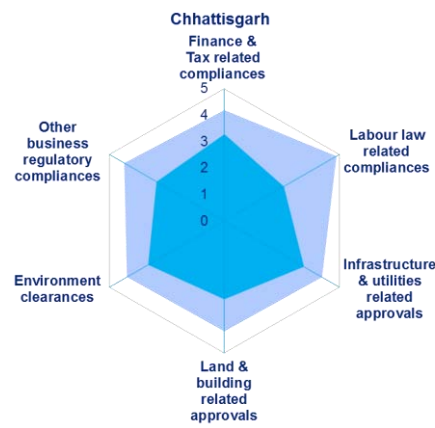 Chhattisgarh
Finance &
Tax related
compliances
5
4
3
2
1
0
Labour law
related
compliances
Infrastructure
& utilities
related
approvals
Land &
building
related
approvals
Environment
clearances
Other
business
regulatory
compliances